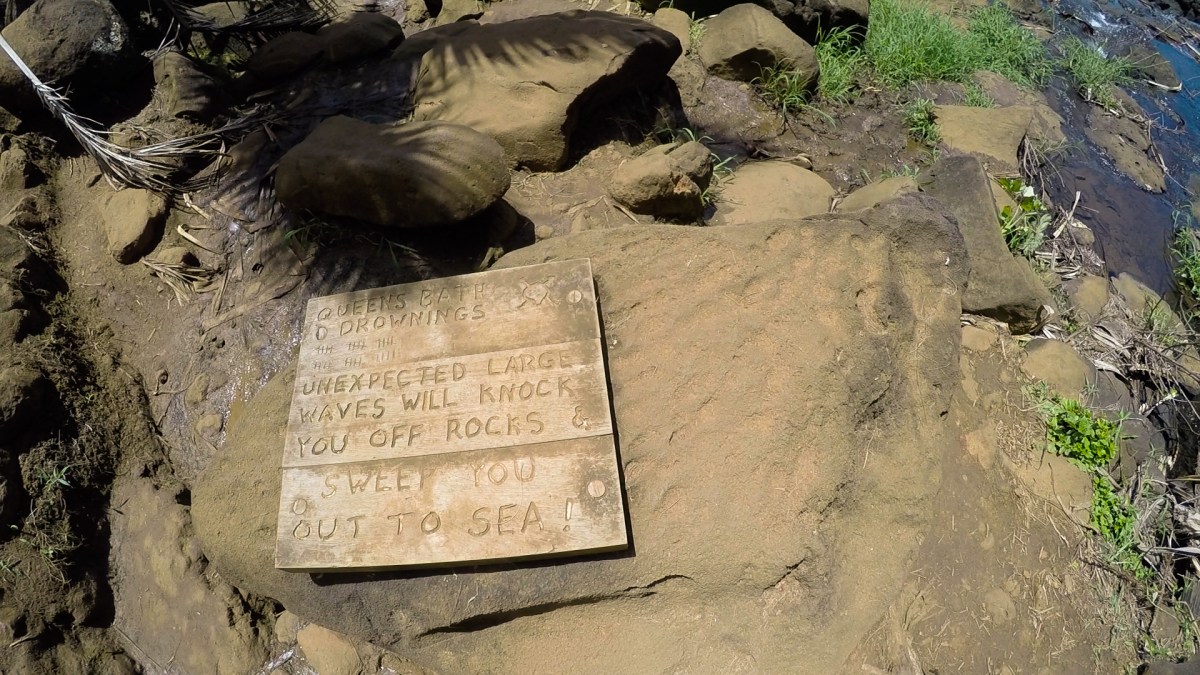 QUEENS BATH
DROWNINGS
UNEXPECTED LARGE
WAVES WILL KNOCK
YOU OFF ROCKS &
SWEEP YOU
OUT TO SEA!